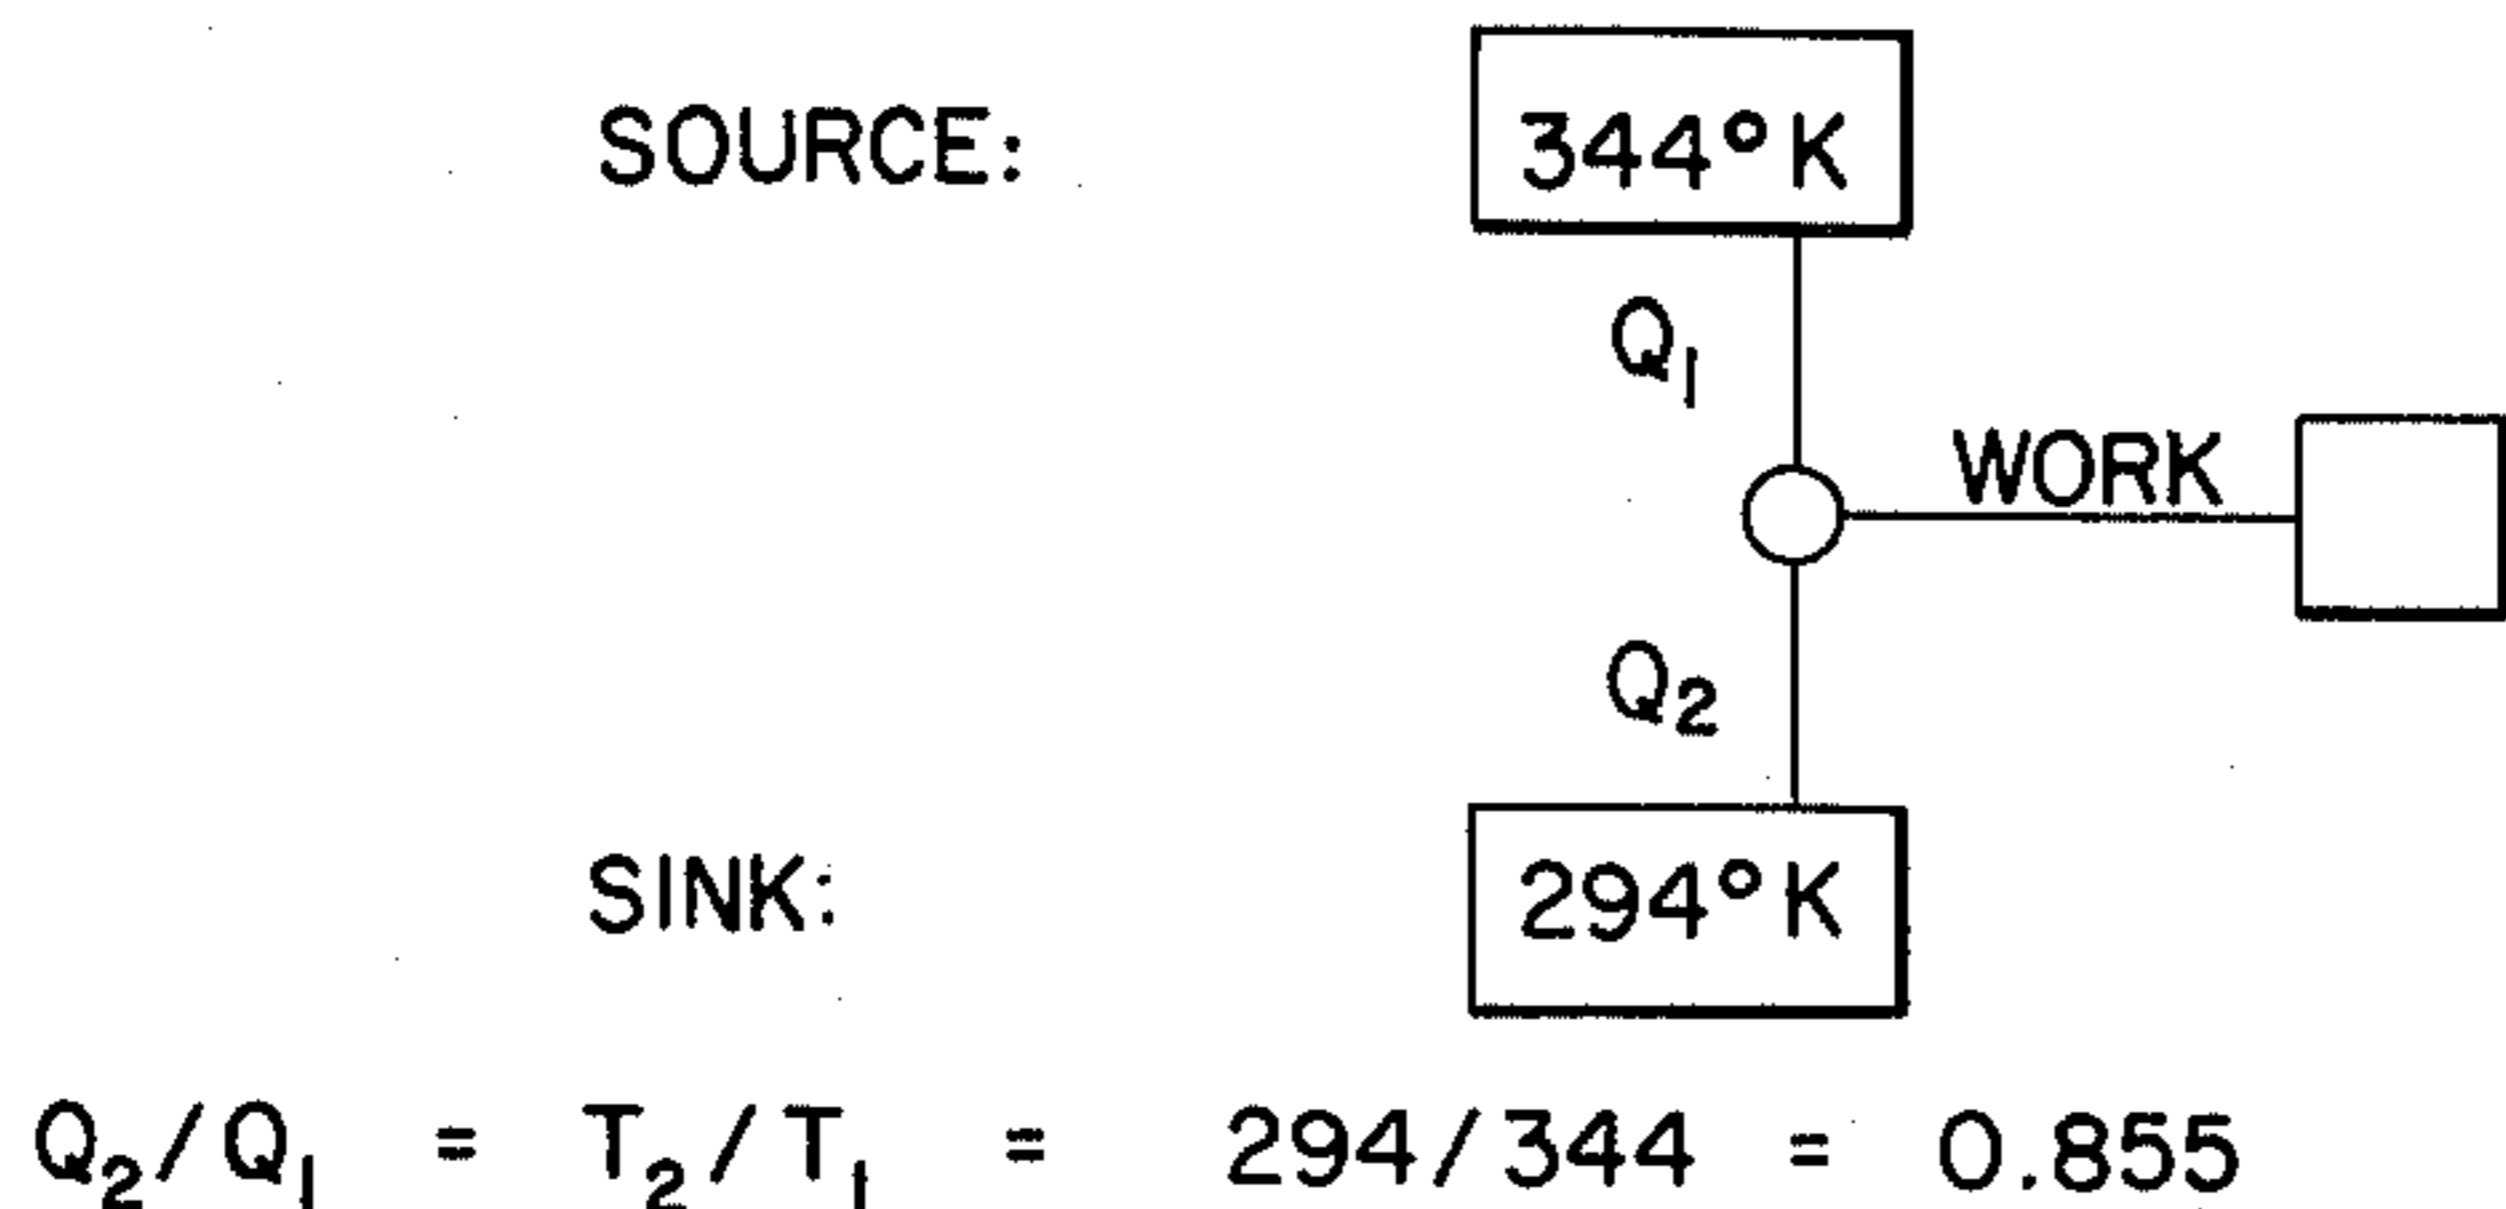 SOURCE: 344°K
Q₁
WORK
Q₂
SINK: 294°K
Q₂/Q₁ = T₂/T₁ = 294/344 = 0.855